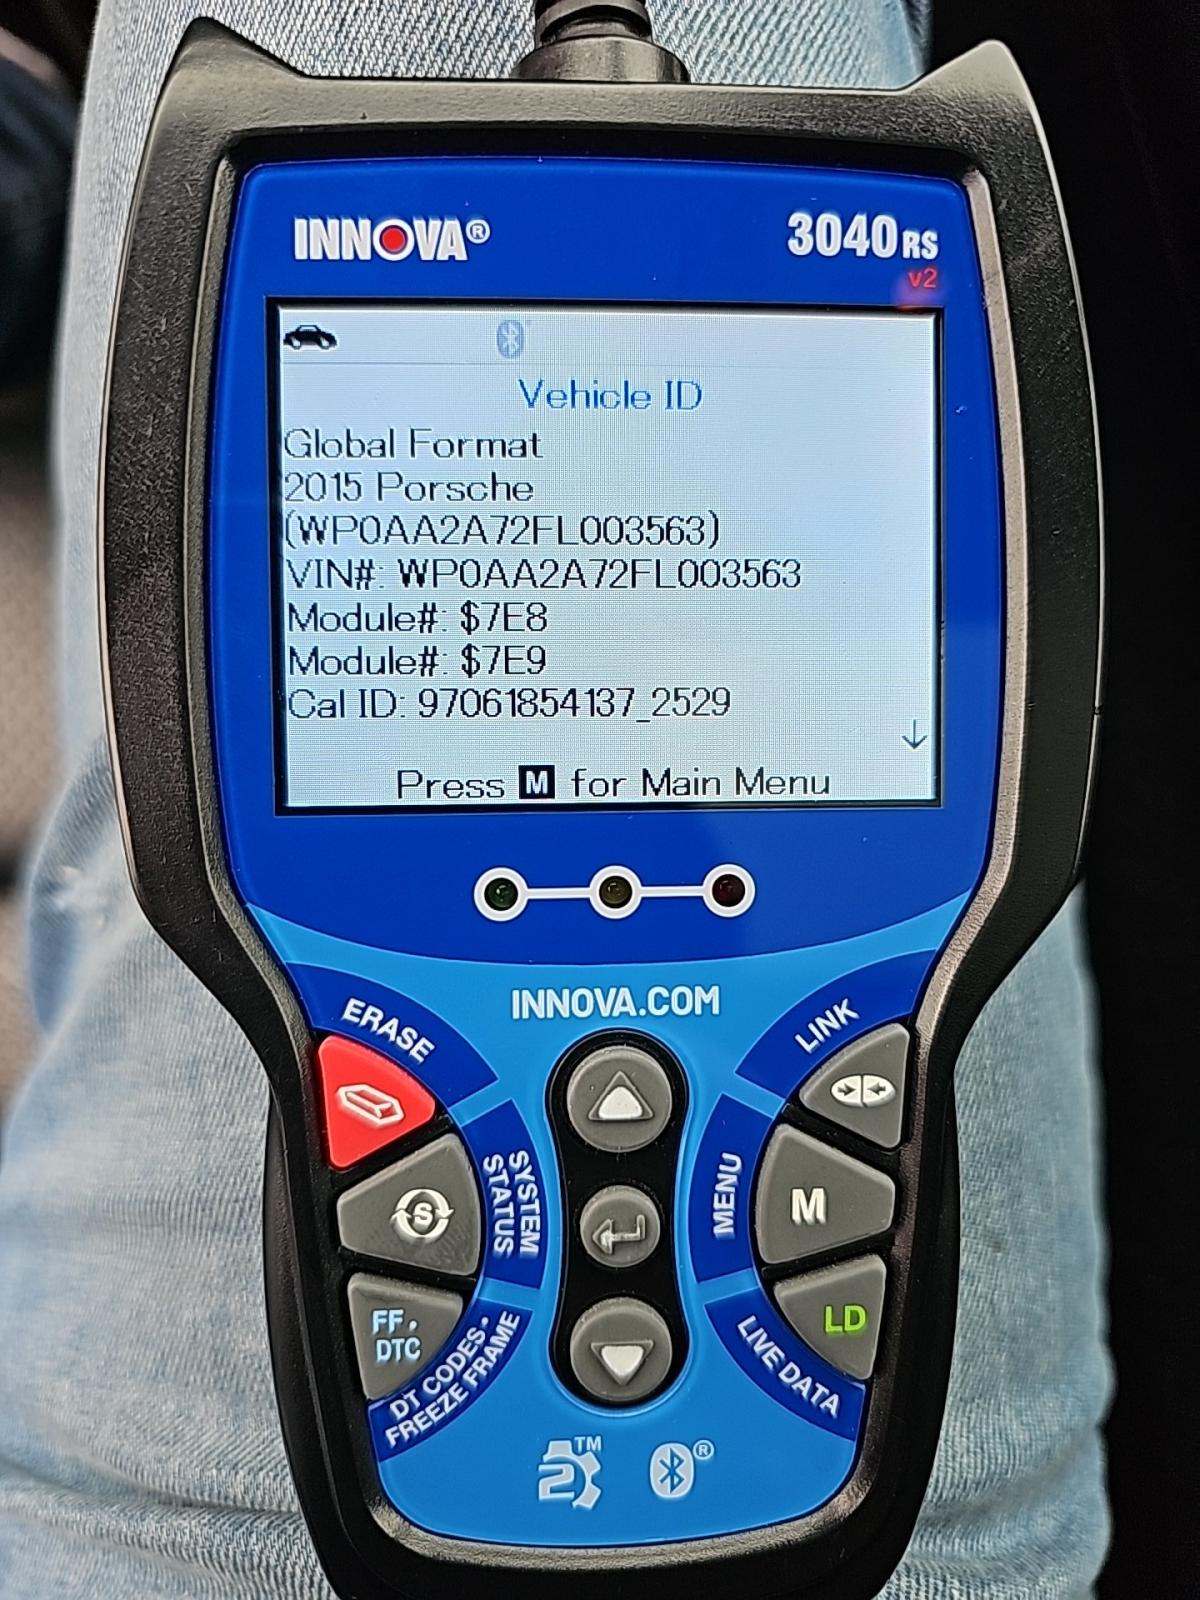 INNOVA®
3040RS
v2
Vehicle ID
Global Format
2015 Porsche
(WP0AA2A72FL003563)
VIN#: WP0AA2A72FL003563
Module#: $7E8
Module#: $7E9
Cal ID: 97061854137_2529
Press M for Main Menu
INNOVA.COM
ERASE
LINK
S
SYSTEM
STATUS
MENU
M
FF.
DTC
DT CODES.
FREEZE FRAME
LD
LIVE DATA
2
TM
®